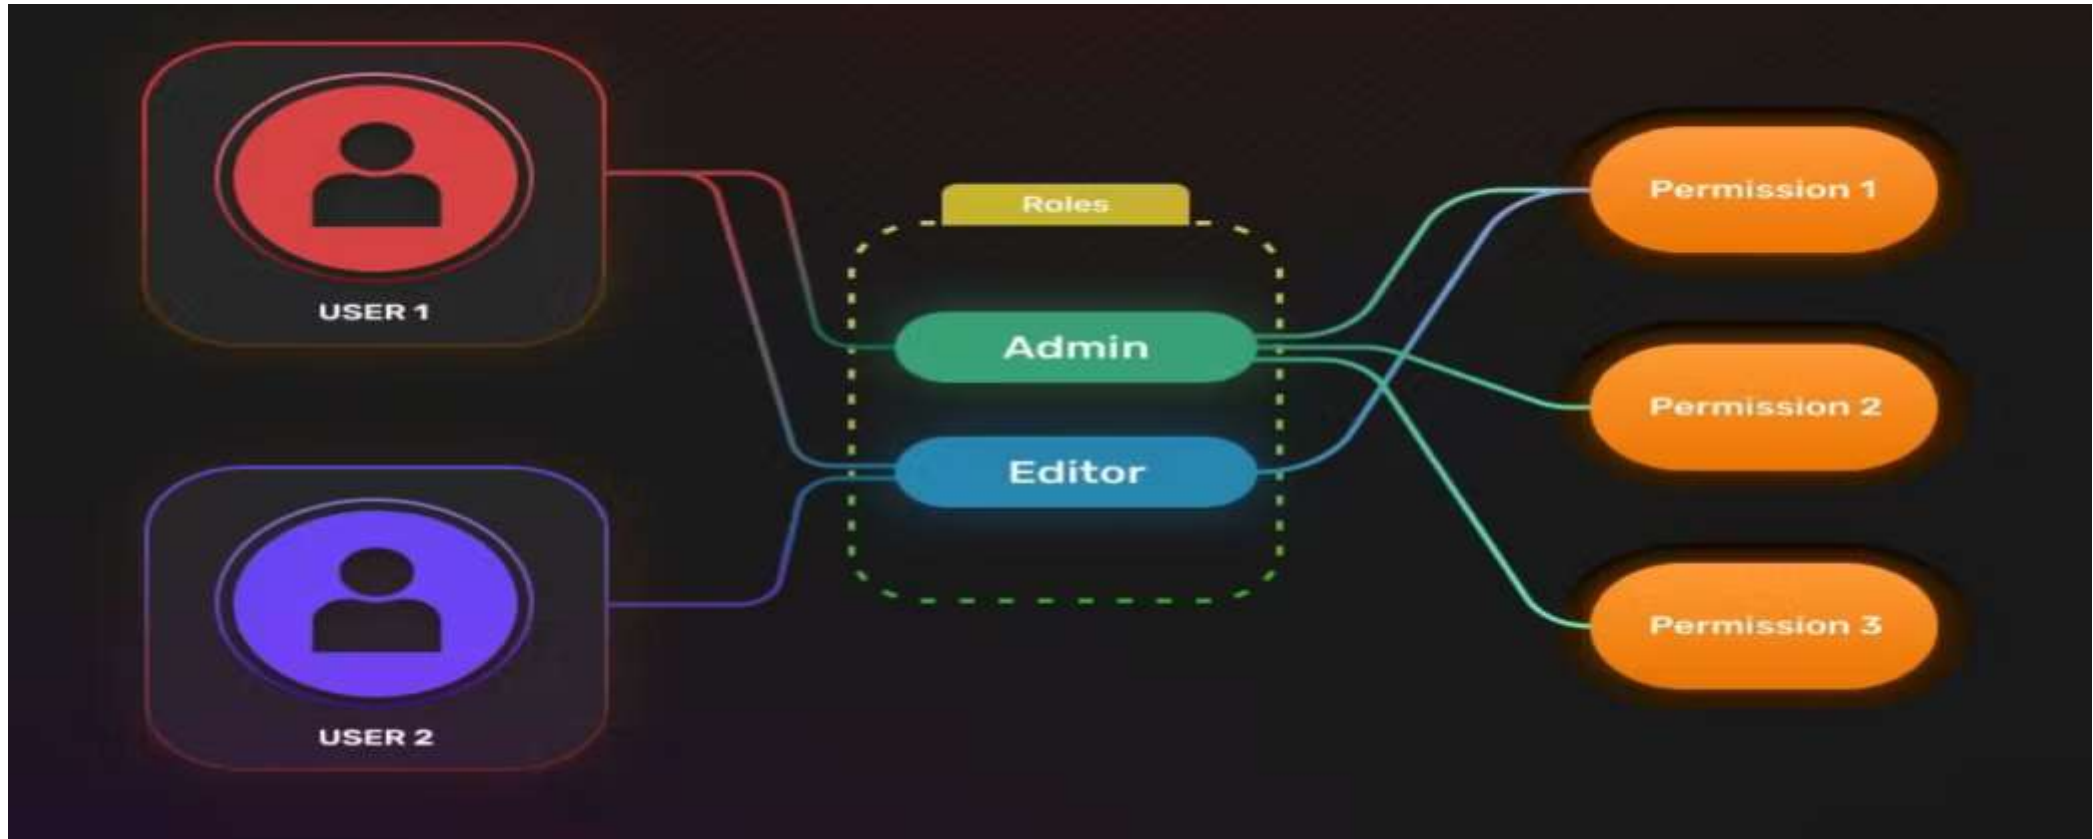 USER 1
USER 2
Roles
Admin
Editor
Permission 1
Permission 2
Permission 3